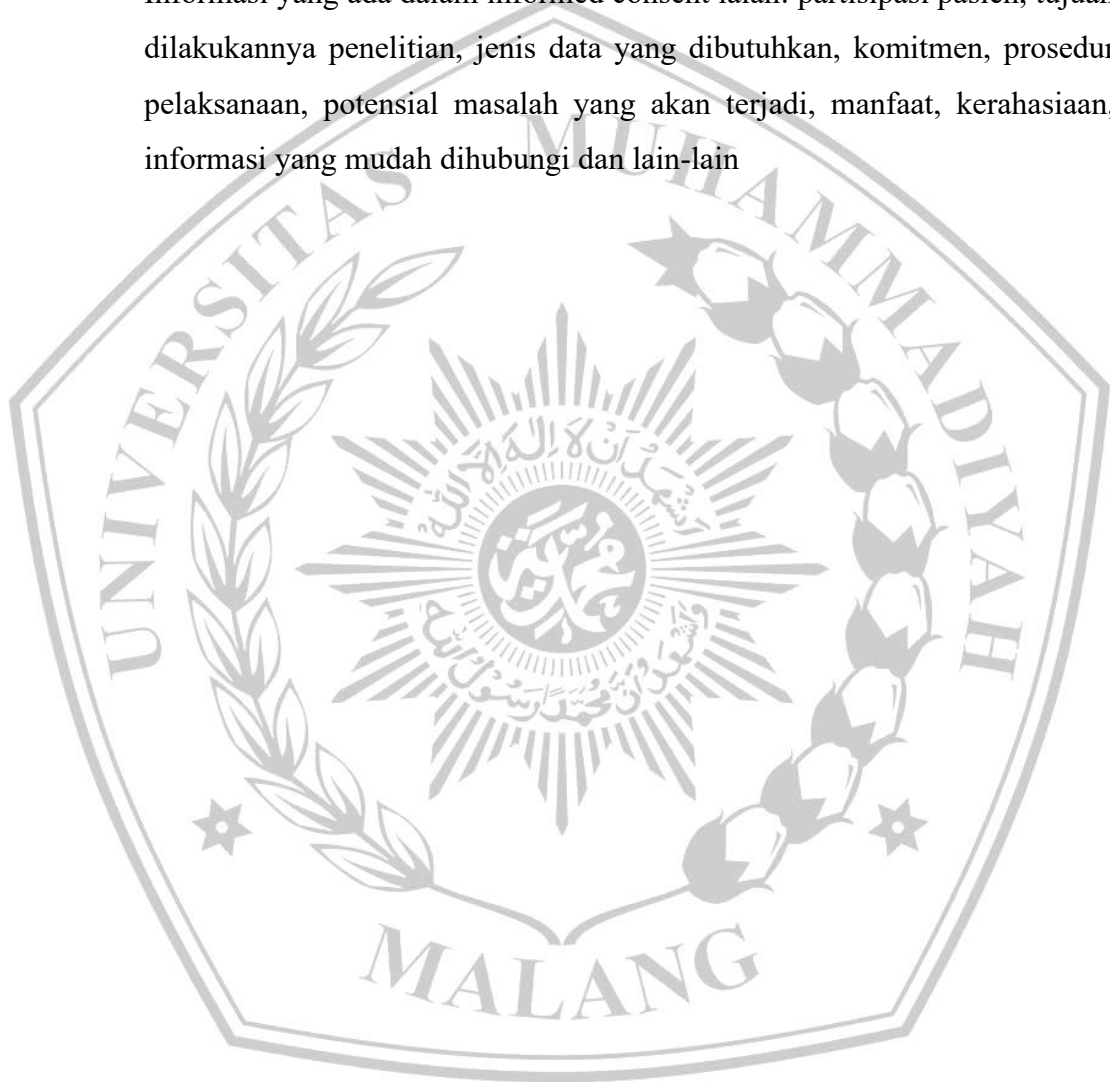 Informasi yang ada dalam informed consent ialah: partisipasi pasien, tujuan
dilakukannya penelitian, jenis data yang dibutuhkan, komitmen, prosedur
pelaksanaan, potensial masalah yang akan terjadi, manfaat, kerahasiaan,
informasi yang mudah dihubungi dan lain-lain
UNIVERSITAS MUHAMMADIYAH
MALANG